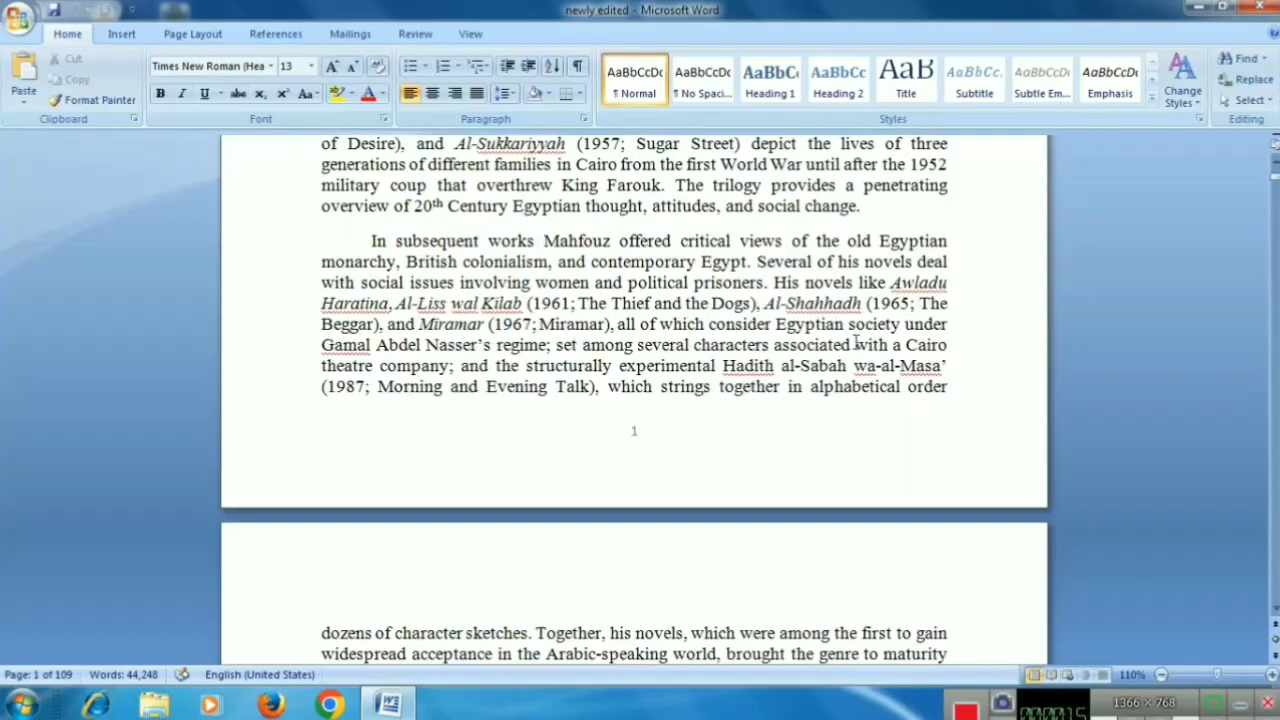 newly edited - Microsoft Word
Home Insert Page Layout References Mailings Review View
Cut
Copy
Format Painter
Paste
Clipboard
Times New Roman (Hea 13
Font
Paragraph
AaBbCcDc ¶ Normal
AaBbCcDc ¶ No Spaci...
AaBbC Heading 1
AaBbCc Heading 2
AaB Title
AaBbCc. Subtitle
AaBbCcDc Subtle Em...
AaBbCcDc Emphasis
Change Styles
Styles
Find
Replace
Select
Editing
of Desire), and Al-Sukkariyyah (1957; Sugar Street) depict the lives of three
generations of different families in Cairo from the first World War until after the 1952
military coup that overthrew King Farouk. The trilogy provides a penetrating
overview of 20th Century Egyptian thought, attitudes, and social change.
In subsequent works Mahfouz offered critical views of the old Egyptian
monarchy, British colonialism, and contemporary Egypt. Several of his novels deal
with social issues involving women and political prisoners. His novels like Awladu
Haratina, Al-Liss wal Kilab (1961; The Thief and the Dogs), Al-Shahhadh (1965; The
Beggar), and Miramar (1967; Miramar), all of which consider Egyptian society under
Gamal Abdel Nasser’s regime; set among several characters associated with a Cairo
theatre company; and the structurally experimental Hadith al-Sabah wa-al-Masa’
(1987; Morning and Evening Talk), which strings together in alphabetical order
1
dozens of character sketches. Together, his novels, which were among the first to gain
widespread acceptance in the Arabic-speaking world, brought the genre to maturity
Page: 1 of 109 Words: 44,248 English (United States) 110%
1366 × 768